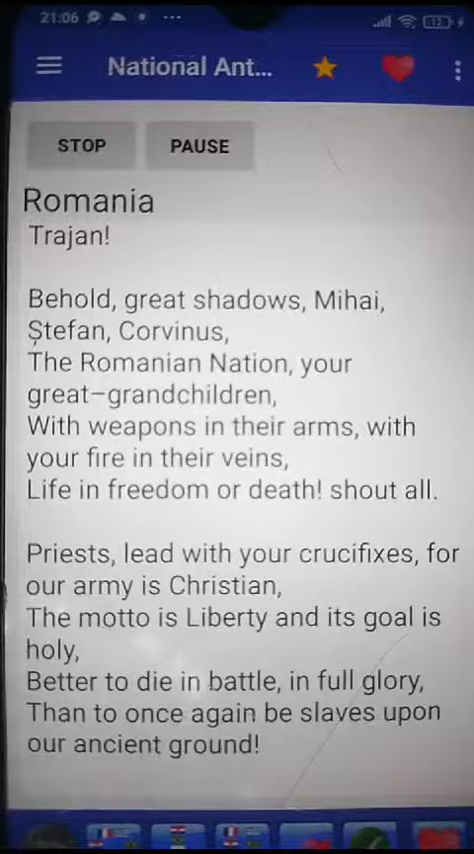 21:06
12
National Ant...
STOP PAUSE
Romania
Trajan!
Behold, great shadows, Mihai,
Ștefan, Corvinus,
The Romanian Nation, your
great-grandchildren,
With weapons in their arms, with
your fire in their veins,
Life in freedom or death! shout all.
Priests, lead with your crucifixes, for
our army is Christian,
The motto is Liberty and its goal is
holy,
Better to die in battle, in full glory,
Than to once again be slaves upon
our ancient ground!